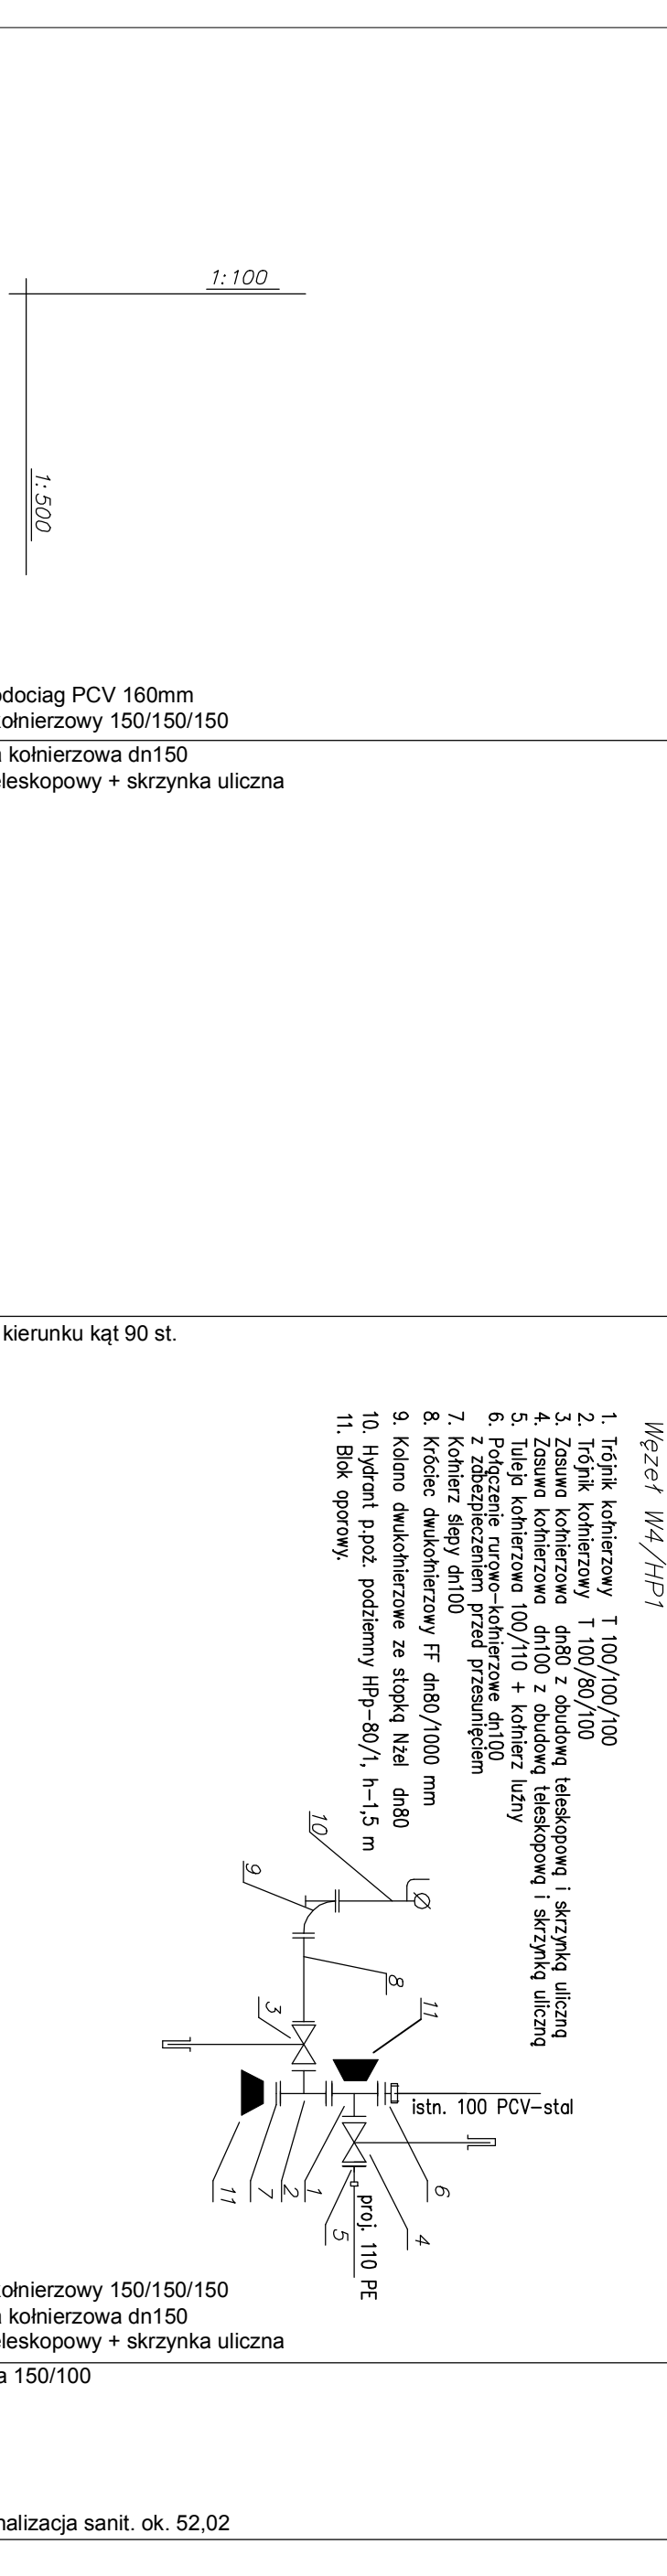 1:100
1:500
odociag PCV 160mm
kołnierzowy 150/150/150
a kołnierzowa dn150
eleskopowy + skrzynka uliczna
kierunku kąt 90 st.
Węzeł W4/HP1
1. Trójnik kołnierzowy T 100/100/100
2. Trójnik kołnierzowy T 100/80/100
3. Zasuwa kołnierzowa dn80 z obudową teleskopową i skrzynką uliczną
4. Zasuwa kołnierzowa dn100 z obudową teleskopową i skrzynką uliczną
5. Tuleja kołnierzowa 100/110 + kołnierz luźny
6. Połączenie rurowo-kołnierzowe dn100
z zabezpieczeniem przed przesunięciem
7. Kołnierz ślepy dn100
8. Króciec dwukołnierzowy FF dn80/1000 mm
9. Kolano dwukołnierzowe ze stopką Nżel dn80
10. Hydrant p.poż. podziemny HPp-80/1, h-1,5 m
11. Blok oporowy.
10
9
8
3
11
istn. 100 PCV-stal
11
7
2
1
5
6
4
proj. 110 PE
kołnierzowy 150/150/150
a kołnierzowa dn150
eleskopowy + skrzynka uliczna
a 150/100
nalizacja sanit. ok. 52,02